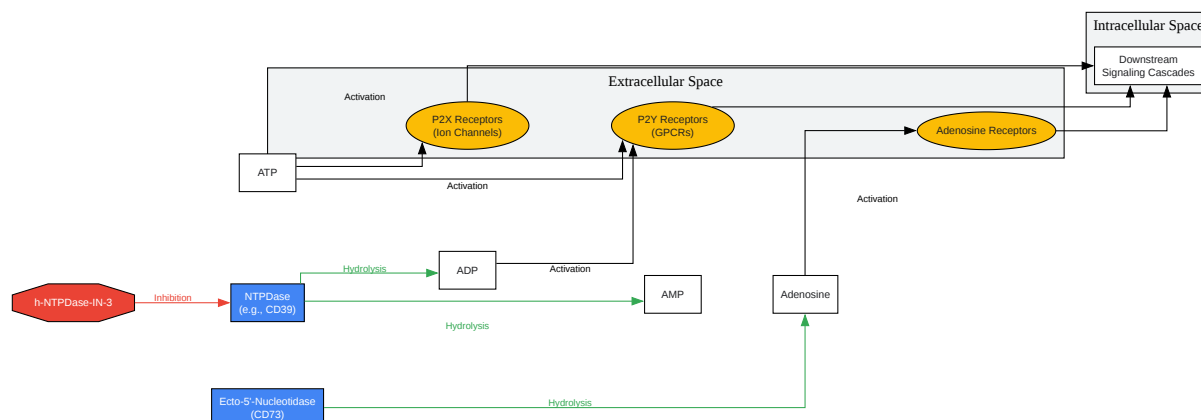 Intracellular Space
Downstream
Signaling Cascades
Extracellular Space
Activation
P2X Receptors
(Ion Channels)
P2Y Receptors
(GPCRs)
Adenosine Receptors
ATP
Activation
Activation
Hydrolysis
ADP
Activation
h-NTPDase-IN-3
Inhibition
NTPDase
(e.g., CD39)
AMP
Adenosine
Hydrolysis
Ecto-5'-Nucleotidase
(CD73)
Hydrolysis